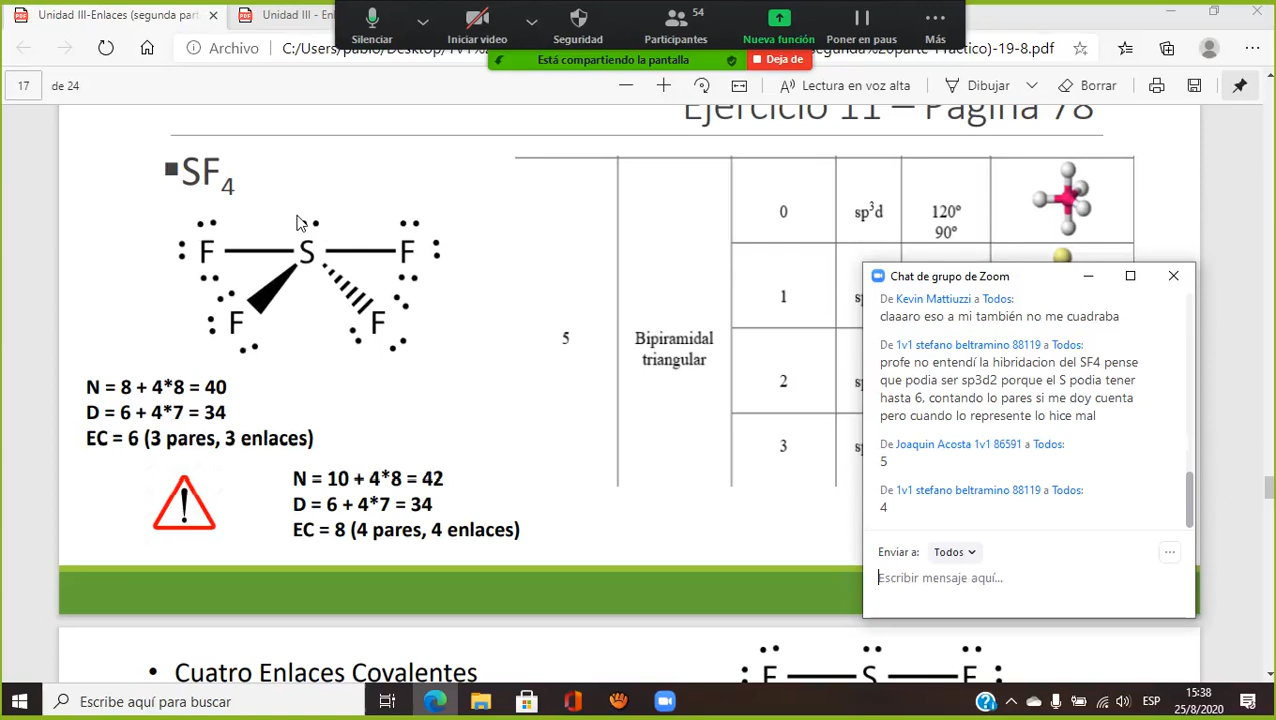 Unidad III-Enlaces (segunda part
Unidad III - En
Silenciar
Iniciar video
Seguridad
54
Participantes
Nueva función
Poner en paus
Más
Está compartiendo la pantalla
Deja de
Archivo
C:/Users/pablo/Desktop/1v1
segunda%20parte-Practico)-19-8.pdf
17
de 24
Lectura en voz alta
Dibujar
Borrar
Ejercicio 11 – Página 78
SF4
F S F
F F
N = 8 + 4*8 = 40
D = 6 + 4*7 = 34
EC = 6 (3 pares, 3 enlaces)
!
N = 10 + 4*8 = 42
D = 6 + 4*7 = 34
EC = 8 (4 pares, 4 enlaces)
5
Bipiramidal
triangular
0
sp3d
120º
90º
1
sp
2
sp
3
sp
Chat de grupo de Zoom
De Kevin Mattiuzzi a Todos:
claaaro eso a mi también no me cuadraba
De 1v1 stefano beltramino 88119 a Todos:
profe no entendí la hibridacion del SF4 pense
que podia ser sp3d2 porque el S podia tener
hasta 6, contando lo pares si me doy cuenta
pero cuando lo represente lo hice mal
De Joaquin Acosta 1v1 86591 a Todos:
5
De 1v1 stefano beltramino 88119 a Todos:
4
Enviar a:
Todos
Escribir mensaje aquí...
• Cuatro Enlaces Covalentes
F S F
Escribe aquí para buscar
ESP
15:38
25/8/2020